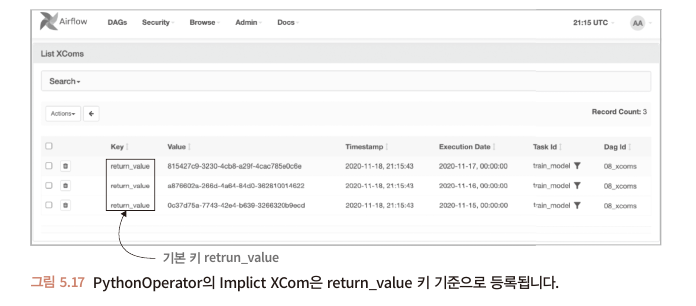 Airflow DAGs Security Browse Admin Docs 21:15 UTC AA
List XComs
Search
Actions Record Count: 3
Key Value Timestamp Execution Date Task Id Dag Id
return_value 815427c9-3230-4cb8-a29f-4cac785e0c6e 2020-11-18, 21:15:43 2020-11-17, 00:00:00 train_model 08_xcoms
return_value a876602a-266d-4a64-84d0-362810014622 2020-11-18, 21:15:43 2020-11-16, 00:00:00 train_model 08_xcoms
return_value 0c37d75a-7743-42e4-b639-3266320b9ecd 2020-11-18, 21:15:43 2020-11-15, 00:00:00 train_model 08_xcoms
기본 키 retrun_value
그림 5.17 PythonOperator의 Implict XCom은 return_value 키 기준으로 등록됩니다.